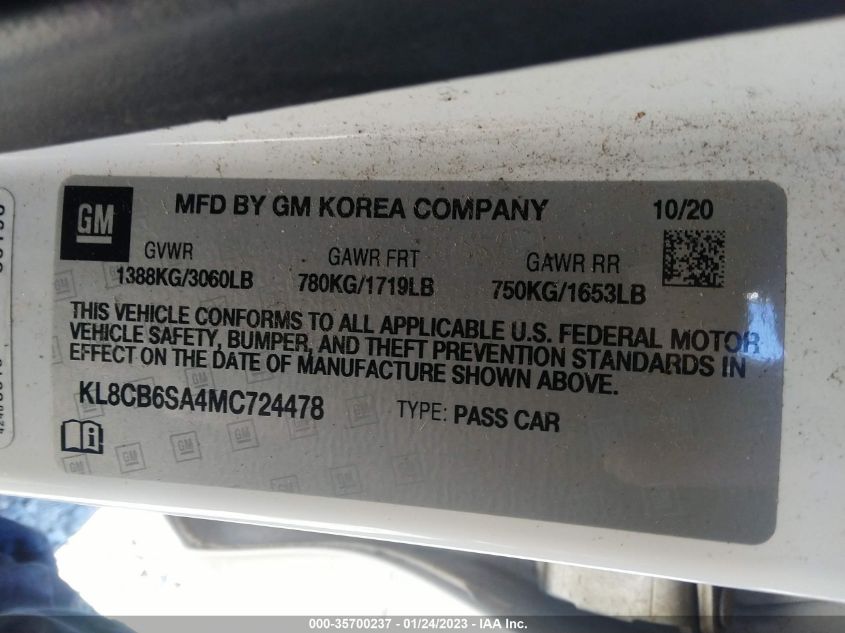 GM
MFD BY GM KOREA COMPANY 10/20
GVWR GAWR FRT GAWR RR
1388KG/3060LB 780KG/1719LB 750KG/1653LB
THIS VEHICLE CONFORMS TO ALL APPLICABLE U.S. FEDERAL MOTOR
VEHICLE SAFETY, BUMPER, AND THEFT PREVENTION STANDARDS IN
EFFECT ON THE DATE OF MANUFACTURE SHOWN ABOVE.
KL8CB6SA4MC724478 TYPE: PASS CAR
000-35700237 - 01/24/2023 - IAA Inc.